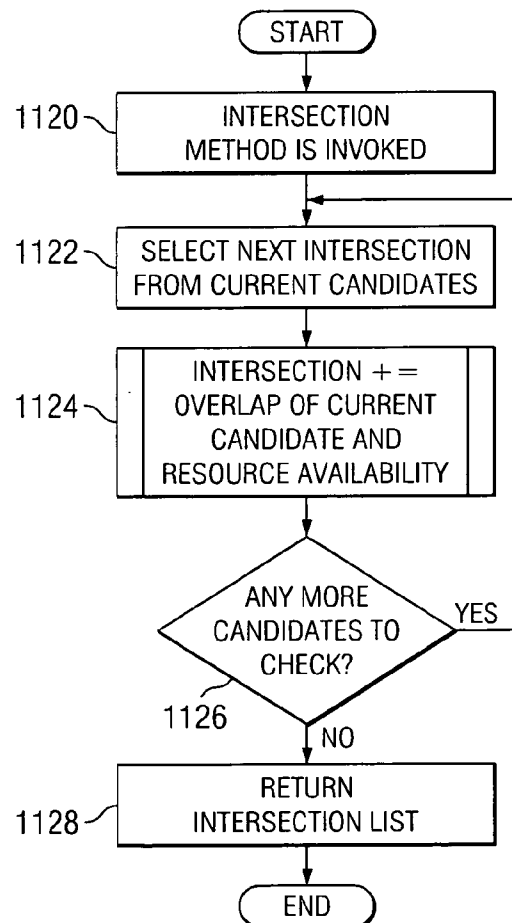 START
1120
INTERSECTION
METHOD IS INVOKED
1122
SELECT NEXT INTERSECTION
FROM CURRENT CANDIDATES
1124
INTERSECTION +=
OVERLAP OF CURRENT
CANDIDATE AND
RESOURCE AVAILABILITY
ANY MORE
CANDIDATES TO
CHECK?
YES
1126
NO
1128
RETURN
INTERSECTION LIST
END